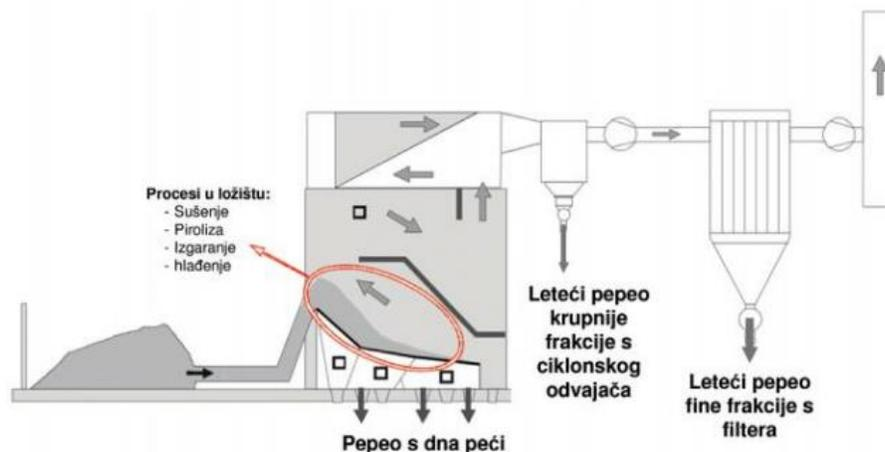 Procesi u ložištu:
- Sušenje
- Piroliza
- Izgaranje
- hlađenje
Leteći pepeo
krupnije
frakcije s
ciklonskog
odvajača
Leteći pepeo
fine frakcije s
filtera
Pepeo s dna peći